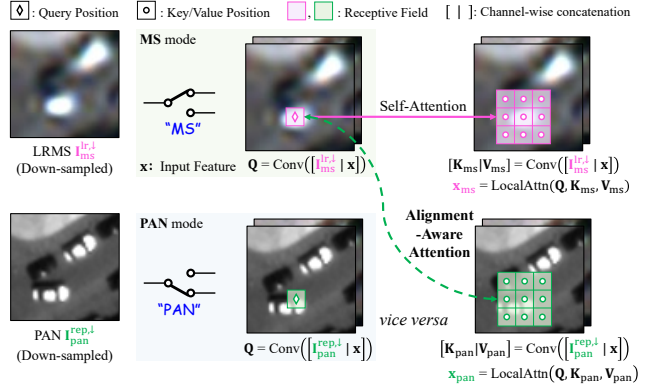 : Query Position
: Key/Value Position
, : Receptive Field
[ | ]: Channel-wise concatenation
MS mode
"MS"
x: Input Feature
LRMS I_ms^{lr,↓}
(Down-sampled)
Q = Conv([I_ms^{lr,↓} | x])
Self-Attention
[K_ms|V_ms] = Conv([I_ms^{lr,↓} | x])
x_ms = LocalAttn(Q, K_ms, V_ms)
PAN mode
"PAN"
PAN I_pan^{rep,↓}
(Down-sampled)
Q = Conv([I_pan^{rep,↓} | x])
Alignment
-Aware
Attention
vice versa
[K_pan|V_pan] = Conv([I_pan^{rep,↓} | x])
x_pan = LocalAttn(Q, K_pan, V_pan)